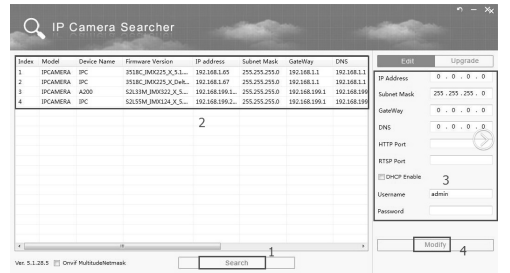 IP Camera Searcher
Index Model Device Name Firmware Version IP address Subnet Mask GateWay DNS
1 IPCAMERA IPC 3518C_IMX225_X_5.1.... 192.168.1.65 255.255.255.0 192.168.1.1 192.168.1.1
2 IPCAMERA IPC 3518C_IMX225_X_Delt... 192.168.1.67 255.255.255.0 192.168.1.1 192.168.1.1
3 IPCAMERA A200 S2L33M_IMX322_X_5.... 192.168.199.1... 255.255.255.0 192.168.199.1 192.168.199
4 IPCAMERA IPC S2L55M_IMX124_X_5.... 192.168.199.2... 255.255.255.0 192.168.199.1 192.168.199
2
Edit Upgrade
IP Address 0 . 0 . 0 . 0
Subnet Mask 255 . 255 . 255 . 0
GateWay 0 . 0 . 0 . 0
DNS 0 . 0 . 0 . 0
HTTP Port
RTSP Port
DHCP Enable 3
Username admin
Password
Modify 4
Ver. 5.1.28.5 Onvif MultitudeNetmask
Search 1